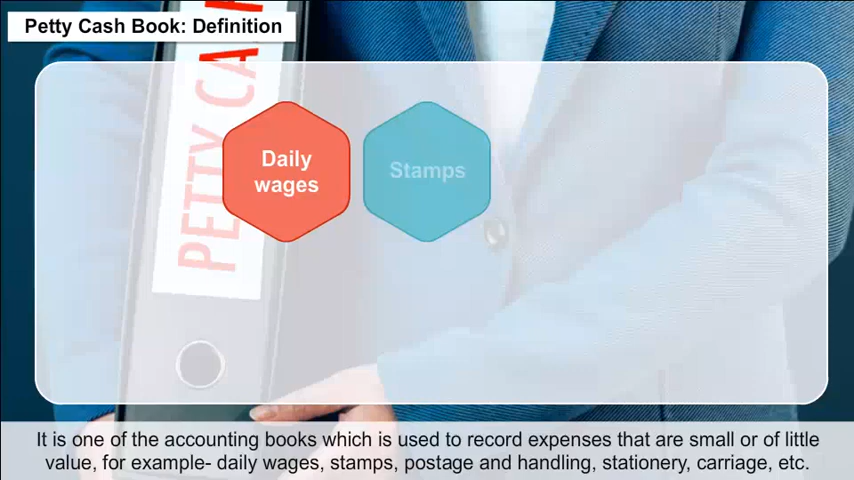 Petty Cash Book: Definition
PETTY CA
Daily
wages
Stamps
It is one of the accounting books which is used to record expenses that are small or of little
value, for example- daily wages, stamps, postage and handling, stationery, carriage, etc.